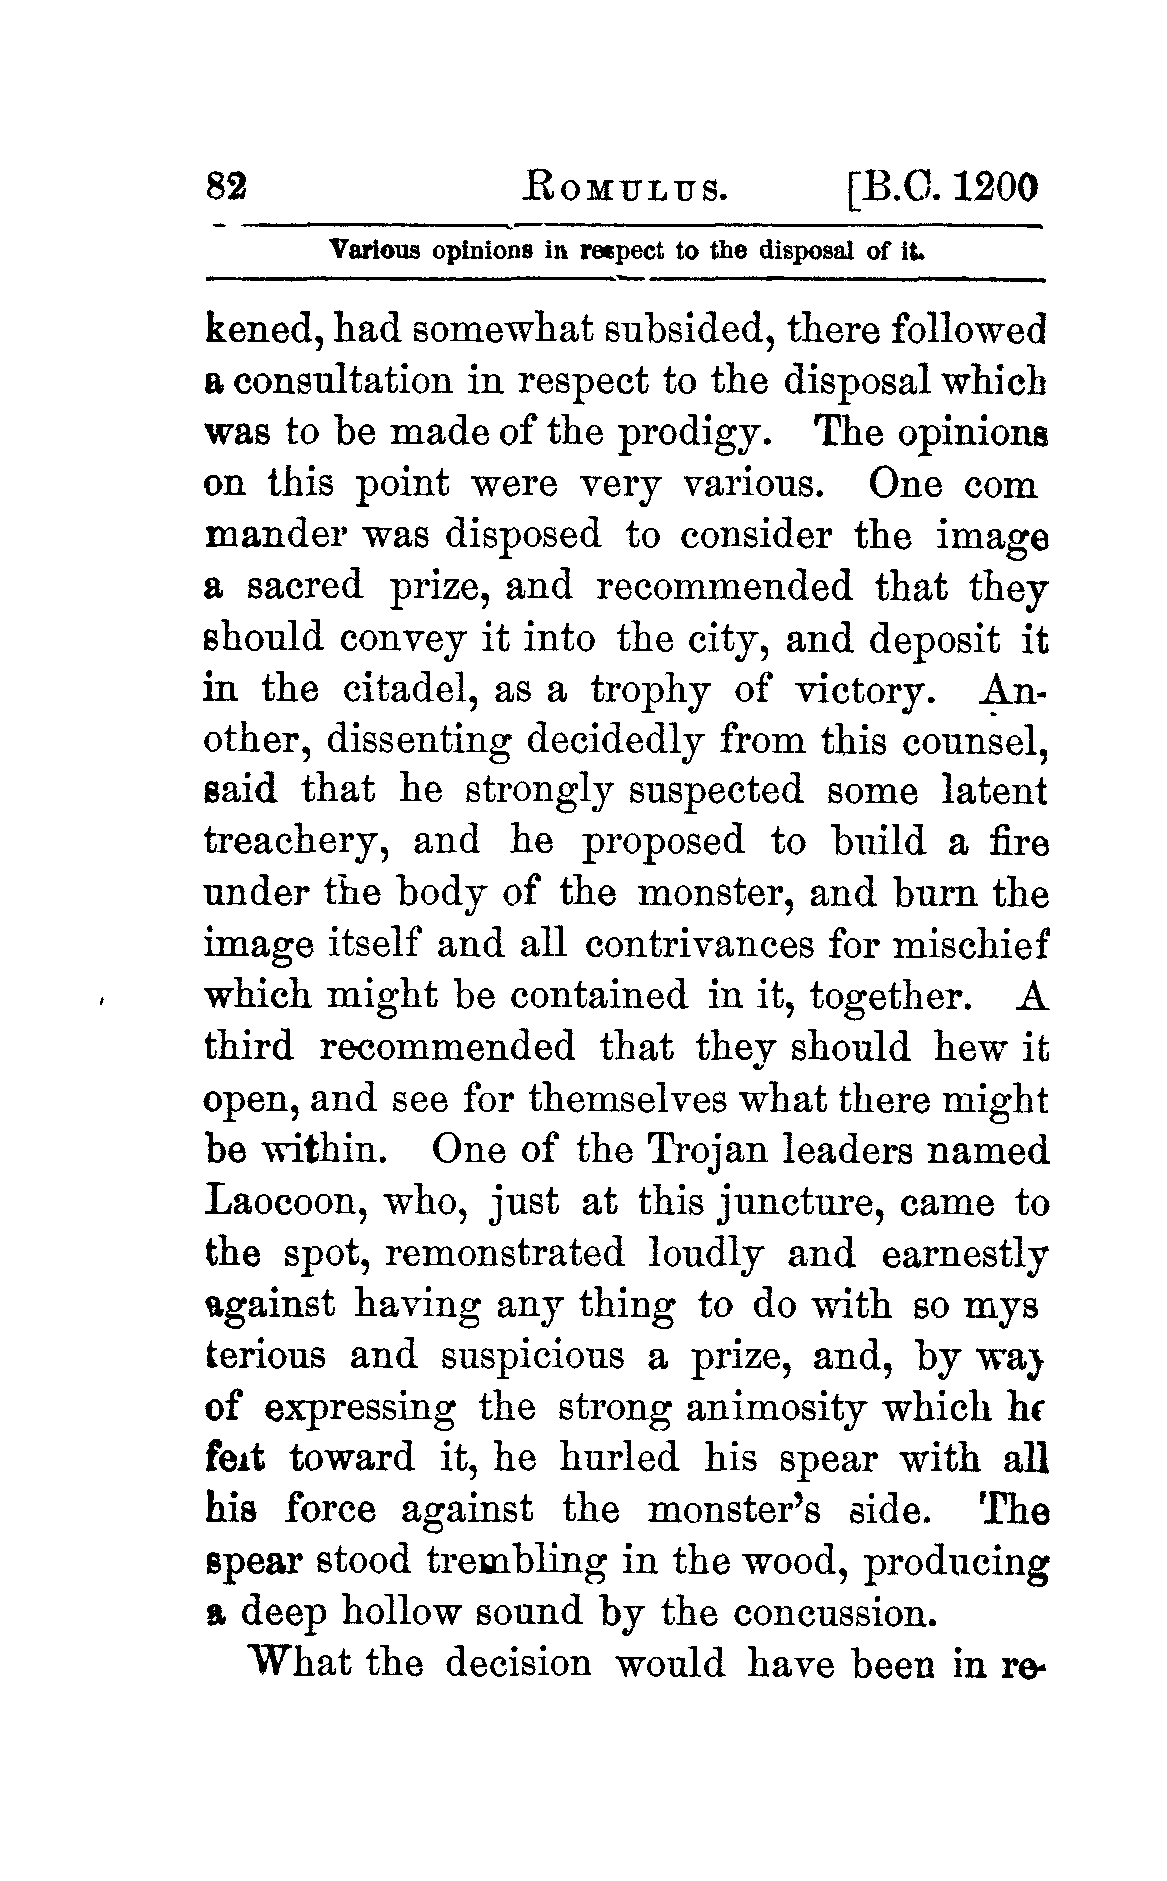 82 ROMULUS. [B.C. 1200
Various opinions in respect to the disposal of it.
kened, had somewhat subsided, there followed
a consultation in respect to the disposal which
was to be made of the prodigy. The opinions
on this point were very various. One com
mander was disposed to consider the image
a sacred prize, and recommended that they
should convey it into the city, and deposit it
in the citadel, as a trophy of victory. An-
other, dissenting decidedly from this counsel,
said that he strongly suspected some latent
treachery, and he proposed to build a fire
under the body of the monster, and burn the
image itself and all contrivances for mischief
which might be contained in it, together. A
third recommended that they should hew it
open, and see for themselves what there might
be within. One of the Trojan leaders named
Laocoon, who, just at this juncture, came to
the spot, remonstrated loudly and earnestly
against having any thing to do with so mys
terious and suspicious a prize, and, by way
of expressing the strong animosity which he
felt toward it, he hurled his spear with all
his force against the monster's side. The
spear stood trembling in the wood, producing
a deep hollow sound by the concussion.
What the decision would have been in re-